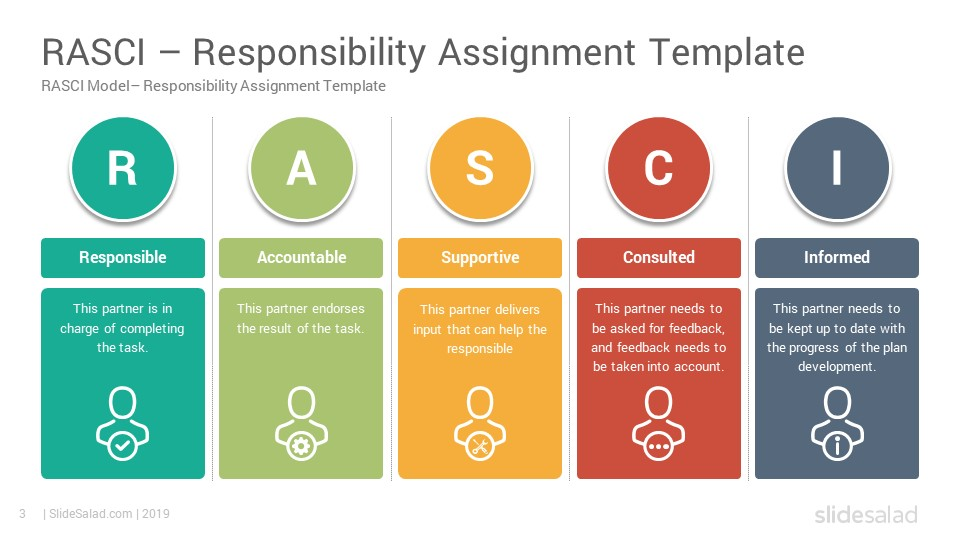 RASCI – Responsibility Assignment Template
RASCI Model– Responsibility Assignment Template
R
A
S
C
I
Responsible
Accountable
Supportive
Consulted
Informed
This partner is in
charge of completing
the task.
This partner endorses
the result of the task.
This partner delivers
input that can help the
responsible
This partner needs to
be asked for feedback,
and feedback needs to
be taken into account.
This partner needs to
be kept up to date with
the progress of the plan
development.
i
3 | SlideSalad.com | 2019
slidesalad